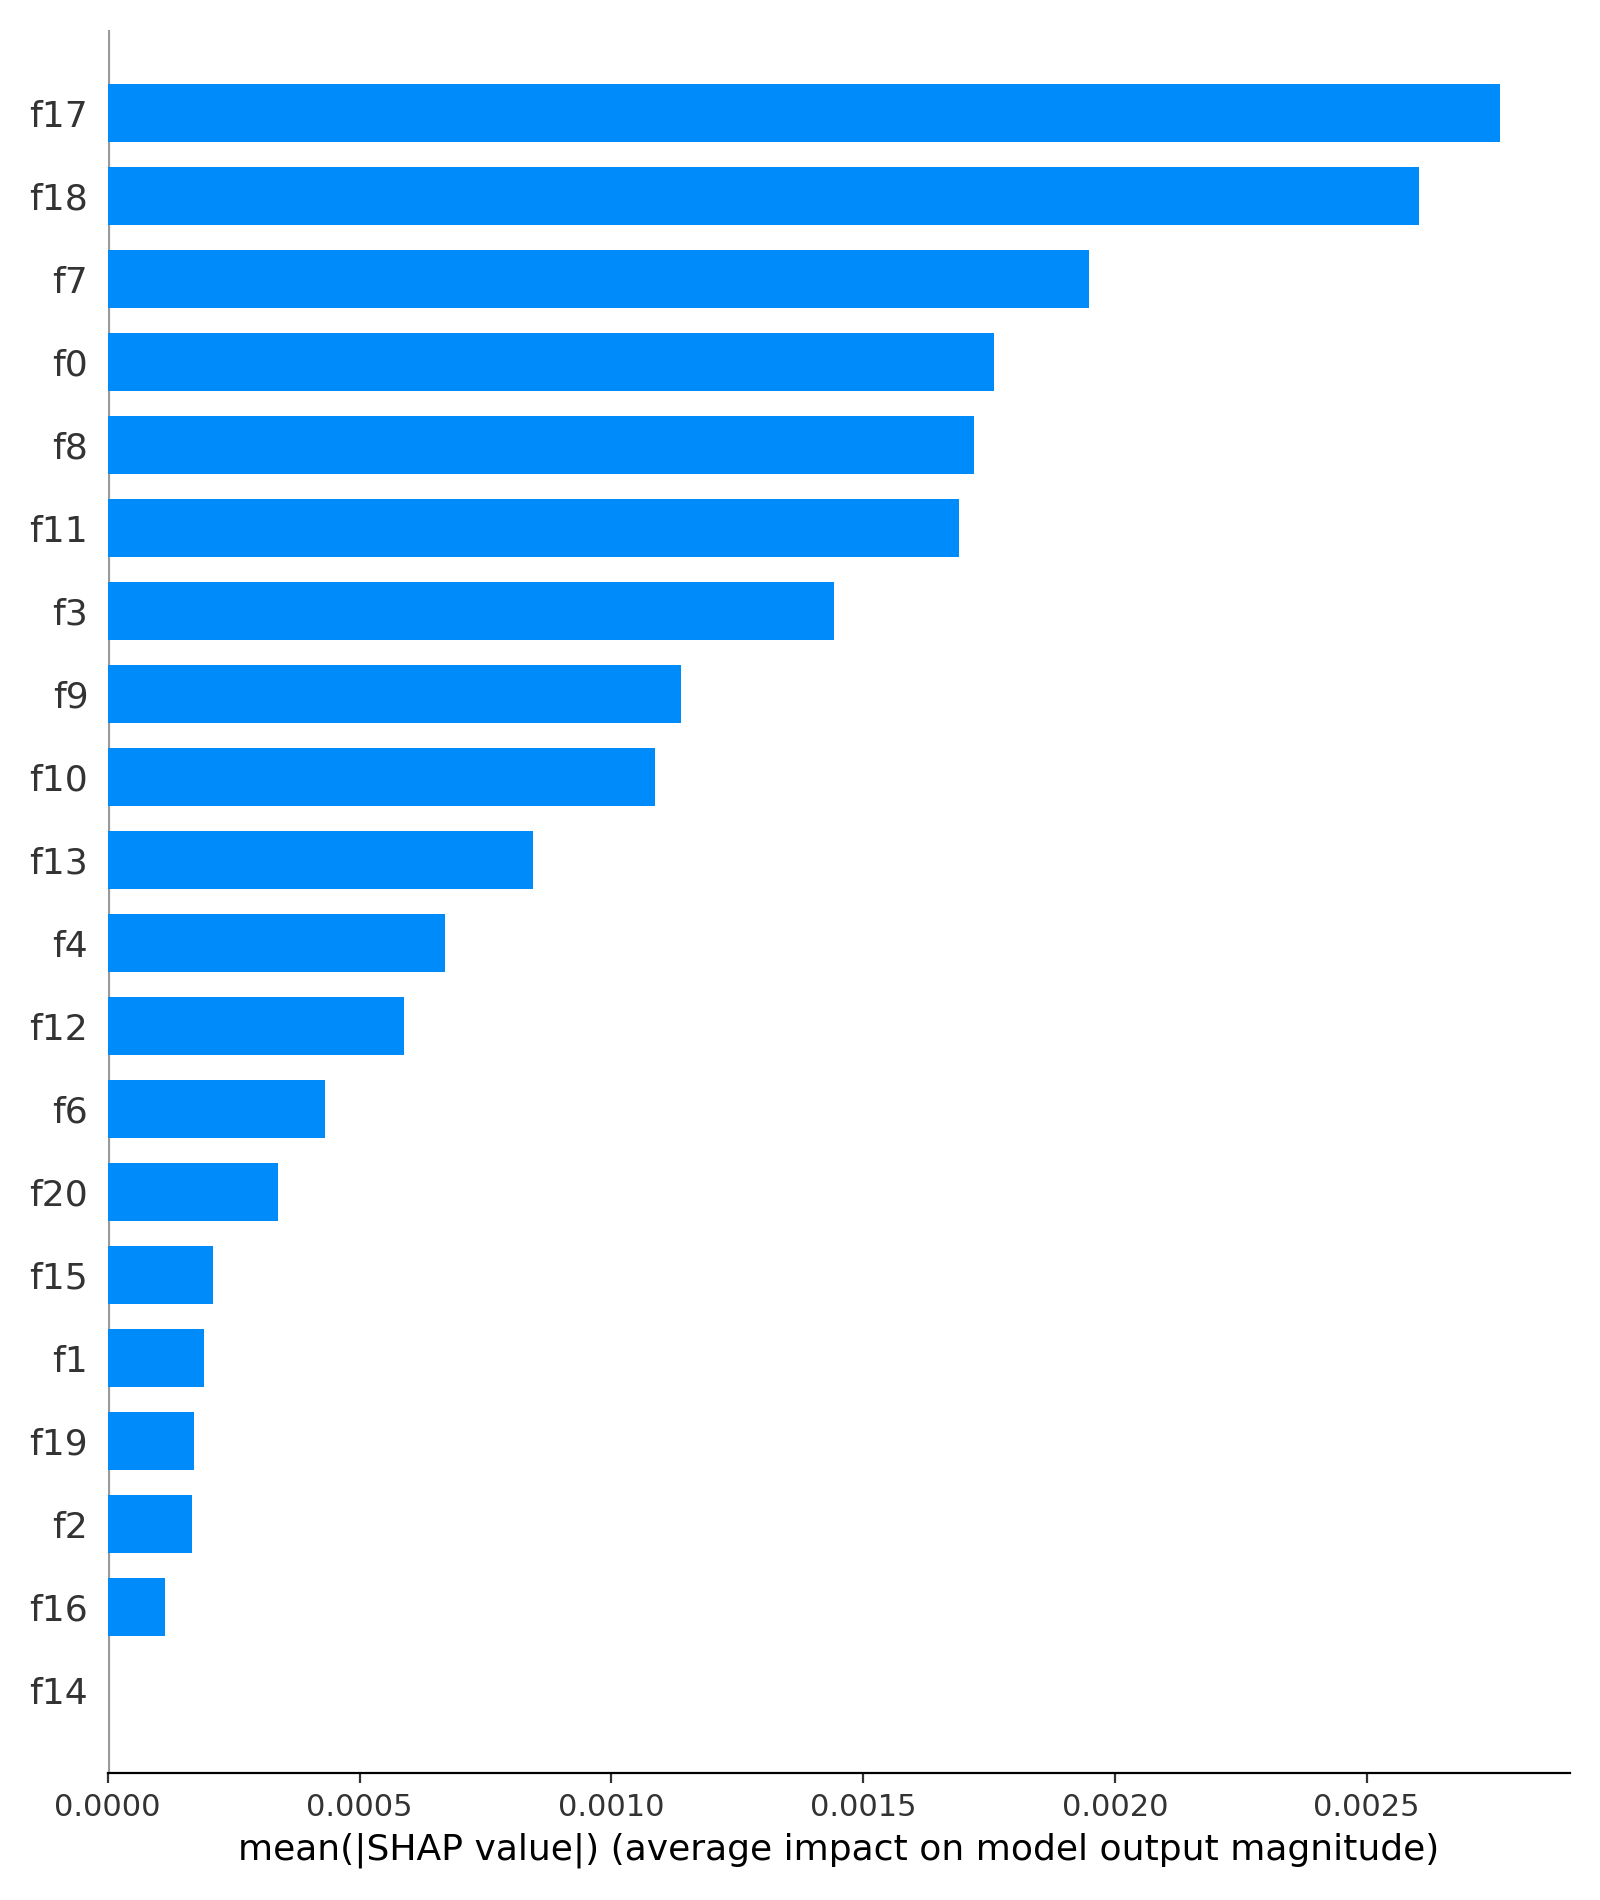 f17
f18
f7
f0
f8
f11
f3
f9
f10
f13
f4
f12
f6
f20
f15
f1
f19
f2
f16
f14
0.0000 0.0005 0.0010 0.0015 0.0020 0.0025
mean(|SHAP value|) (average impact on model output magnitude)